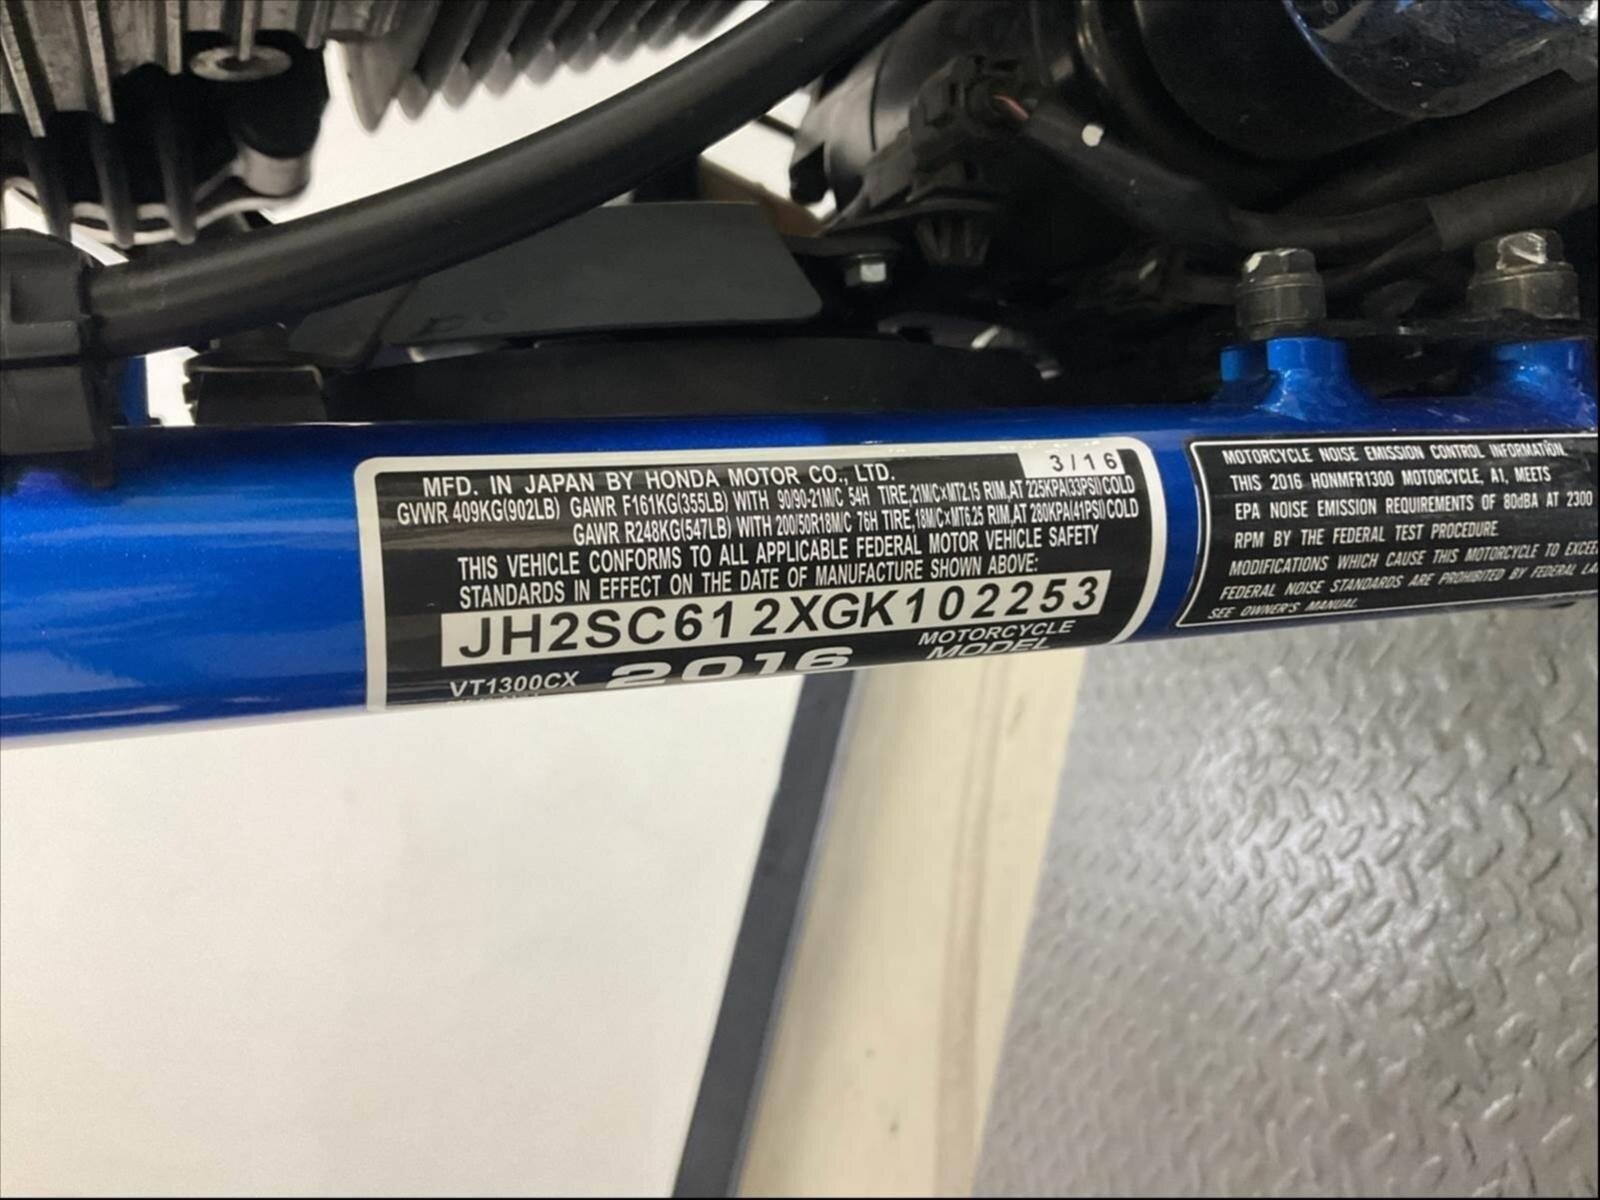 MFD. IN JAPAN BY HONDA MOTOR CO., LTD. 3/16
GVWR 409KG(902LB) GAWR F161KG(355LB) WITH 90/90-21M/C 54H TIRE,21M/C×MT2.15 RIM,AT 225KPA(33PSI)COLD
GAWR R248KG(547LB) WITH 200/50R18M/C 76H TIRE,18M/C×MT6.25 RIM,AT 280KPA(41PSI)COLD
THIS VEHICLE CONFORMS TO ALL APPLICABLE FEDERAL MOTOR VEHICLE SAFETY
STANDARDS IN EFFECT ON THE DATE OF MANUFACTURE SHOWN ABOVE:
JH2SC612XGK102253
MOTORCYCLE
VT1300CX 2016 MODEL
MOTORCYCLE NOISE EMISSION CONTROL INFORMATION.
THIS 2016 HONMFR1300 MOTORCYCLE, A1, MEETS
EPA NOISE EMISSION REQUIREMENTS OF 80dBA AT 2300
RPM BY THE FEDERAL TEST PROCEDURE.
MODIFICATIONS WHICH CAUSE THIS MOTORCYCLE TO EXCEE
FEDERAL NOISE STANDARDS ARE PROHIBITED BY FEDERAL LA
SEE OWNER'S MANUAL.